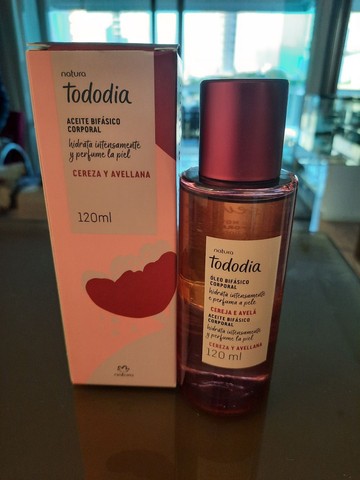 natura
tododia
ACEITE BIFÁSICO
CORPORAL
hidrata intensamente
y perfuma la piel
CEREZA Y AVELLANA
120ml
natura
natura
tododia
ÓLEO BIFÁSICO
CORPORAL
hidrata intensamente
e perfuma a pele
CEREJA E AVELÃ
ACEITE BIFÁSICO
CORPORAL
hidrata intensamente
y perfuma la piel
CEREZA Y AVELLANA
120 ml